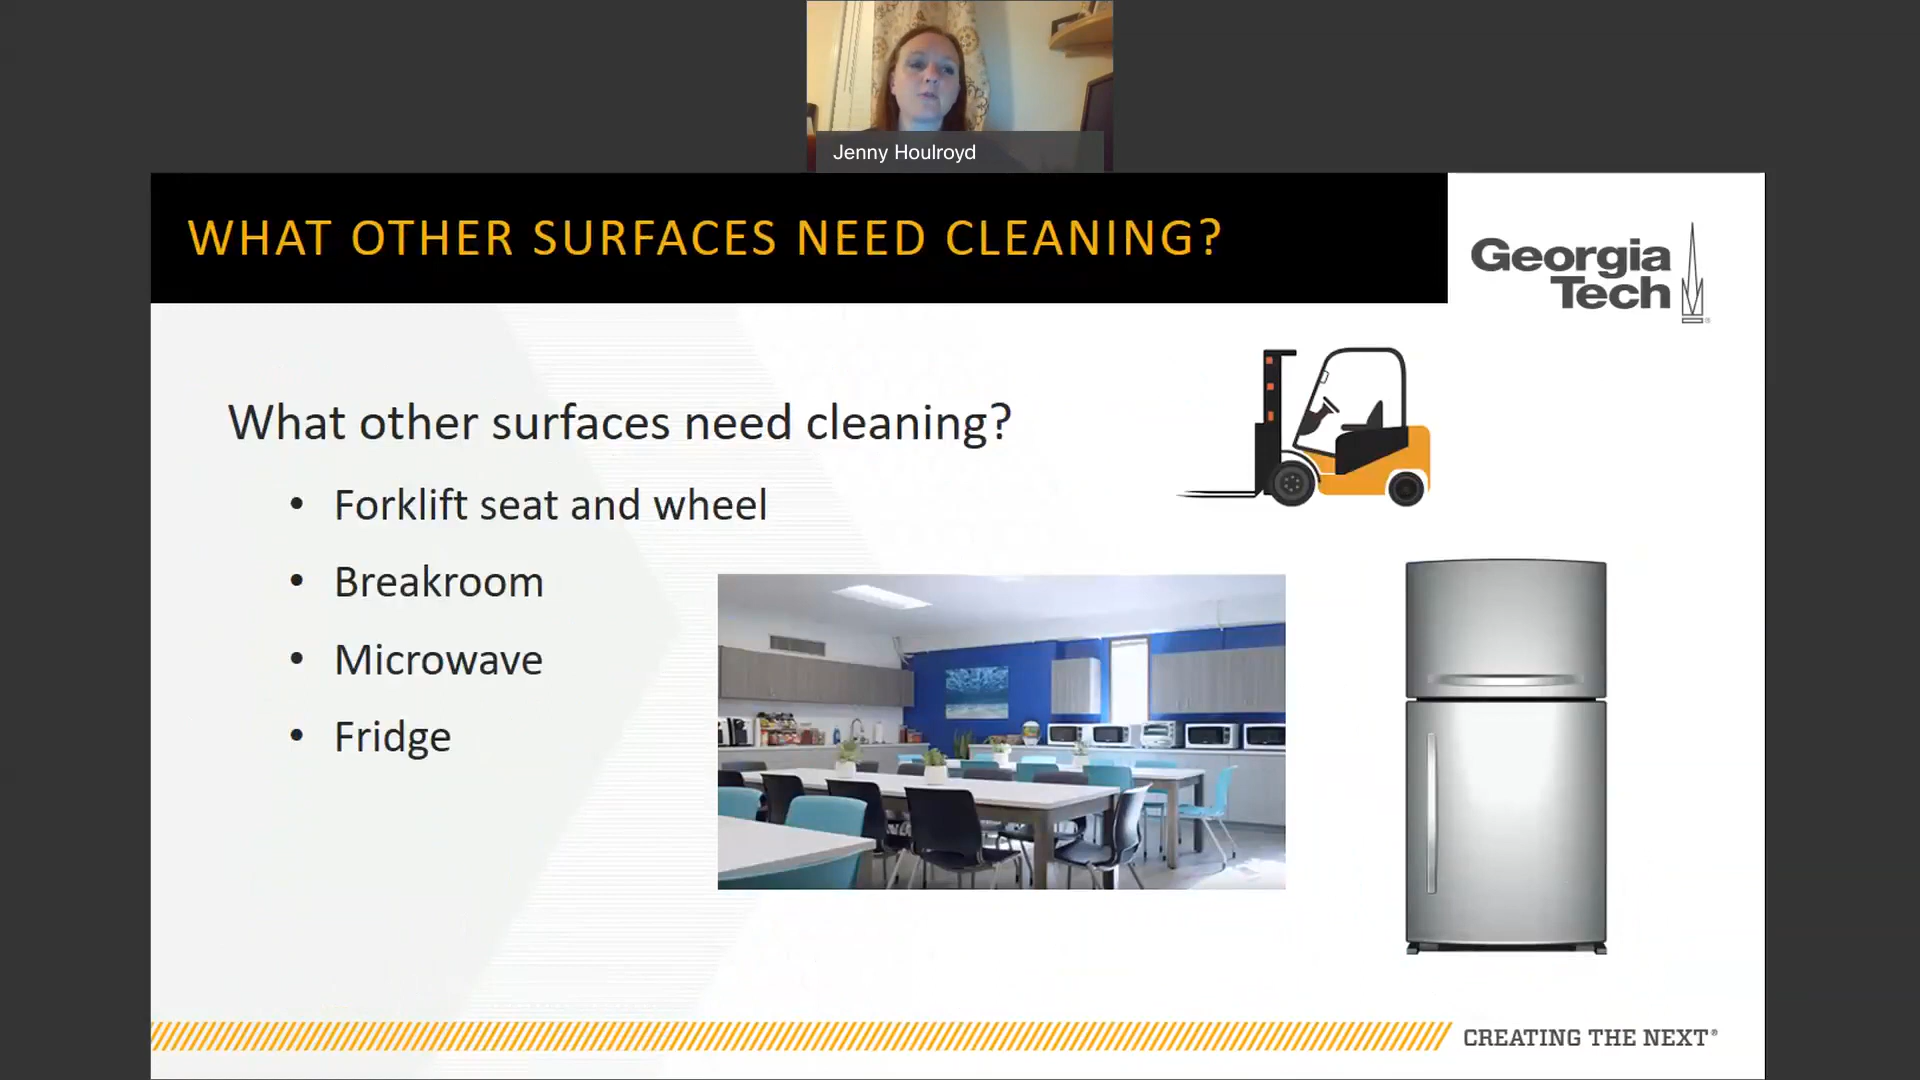 Jenny Houlroyd
WHAT OTHER SURFACES NEED CLEANING?
Georgia
Tech
What other surfaces need cleaning?
• Forklift seat and wheel
• Breakroom
• Microwave
• Fridge
CREATING THE NEXT®